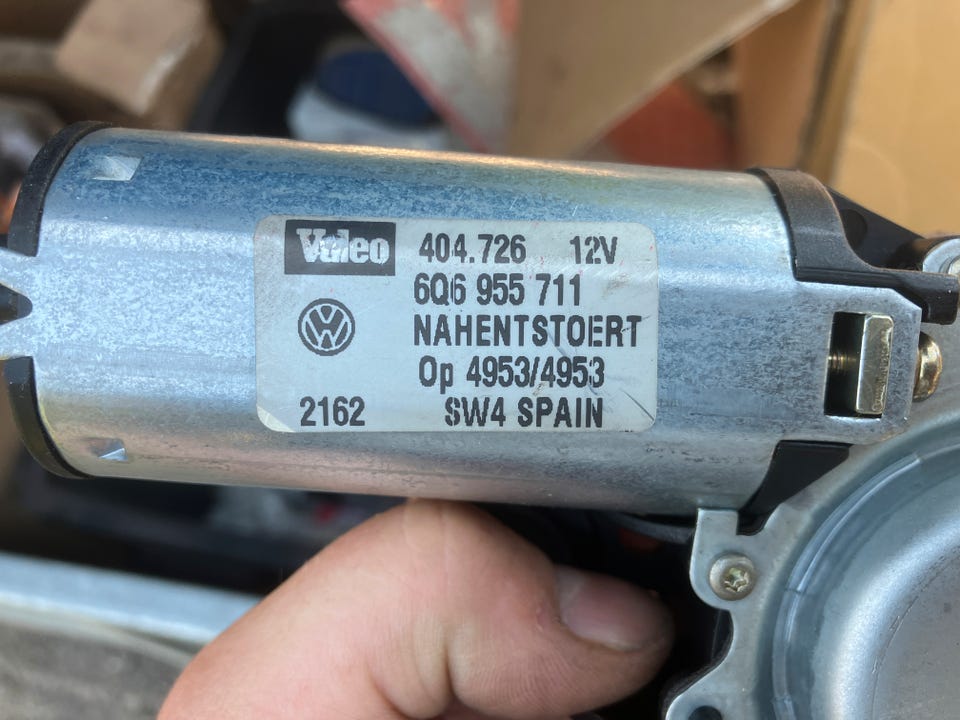 Valeo 404.726 12V
6Q6 955 711
NAHENTSTOERT
Op 4953/4953
2162 SW4 SPAIN